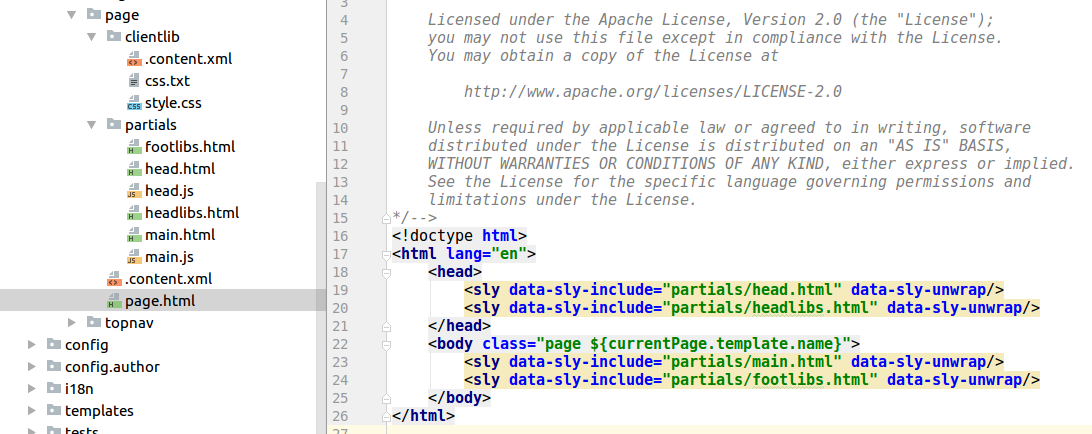 page
clientlib
.content.xml
css.txt
style.css
partials
footlibs.html
head.html
head.js
headlibs.html
main.html
main.js
.content.xml
page.html
topnav
config
config.author
i18n
templates
tests
3
4 Licensed under the Apache License, Version 2.0 (the "License");
5 you may not use this file except in compliance with the License.
6 You may obtain a copy of the License at
7
8 http://www.apache.org/licenses/LICENSE-2.0
9
10 Unless required by applicable law or agreed to in writing, software
11 distributed under the License is distributed on an "AS IS" BASIS,
12 WITHOUT WARRANTIES OR CONDITIONS OF ANY KIND, either express or implied.
13 See the License for the specific language governing permissions and
14 limitations under the License.
15 */-->
16 <!doctype html>
17 <html lang="en">
18 <head>
19 <sly data-sly-include="partials/head.html" data-sly-unwrap/>
20 <sly data-sly-include="partials/headlibs.html" data-sly-unwrap/>
21 </head>
22 <body class="page ${currentPage.template.name}">
23 <sly data-sly-include="partials/main.html" data-sly-unwrap/>
24 <sly data-sly-include="partials/footlibs.html" data-sly-unwrap/>
25 </body>
26 </html>
27